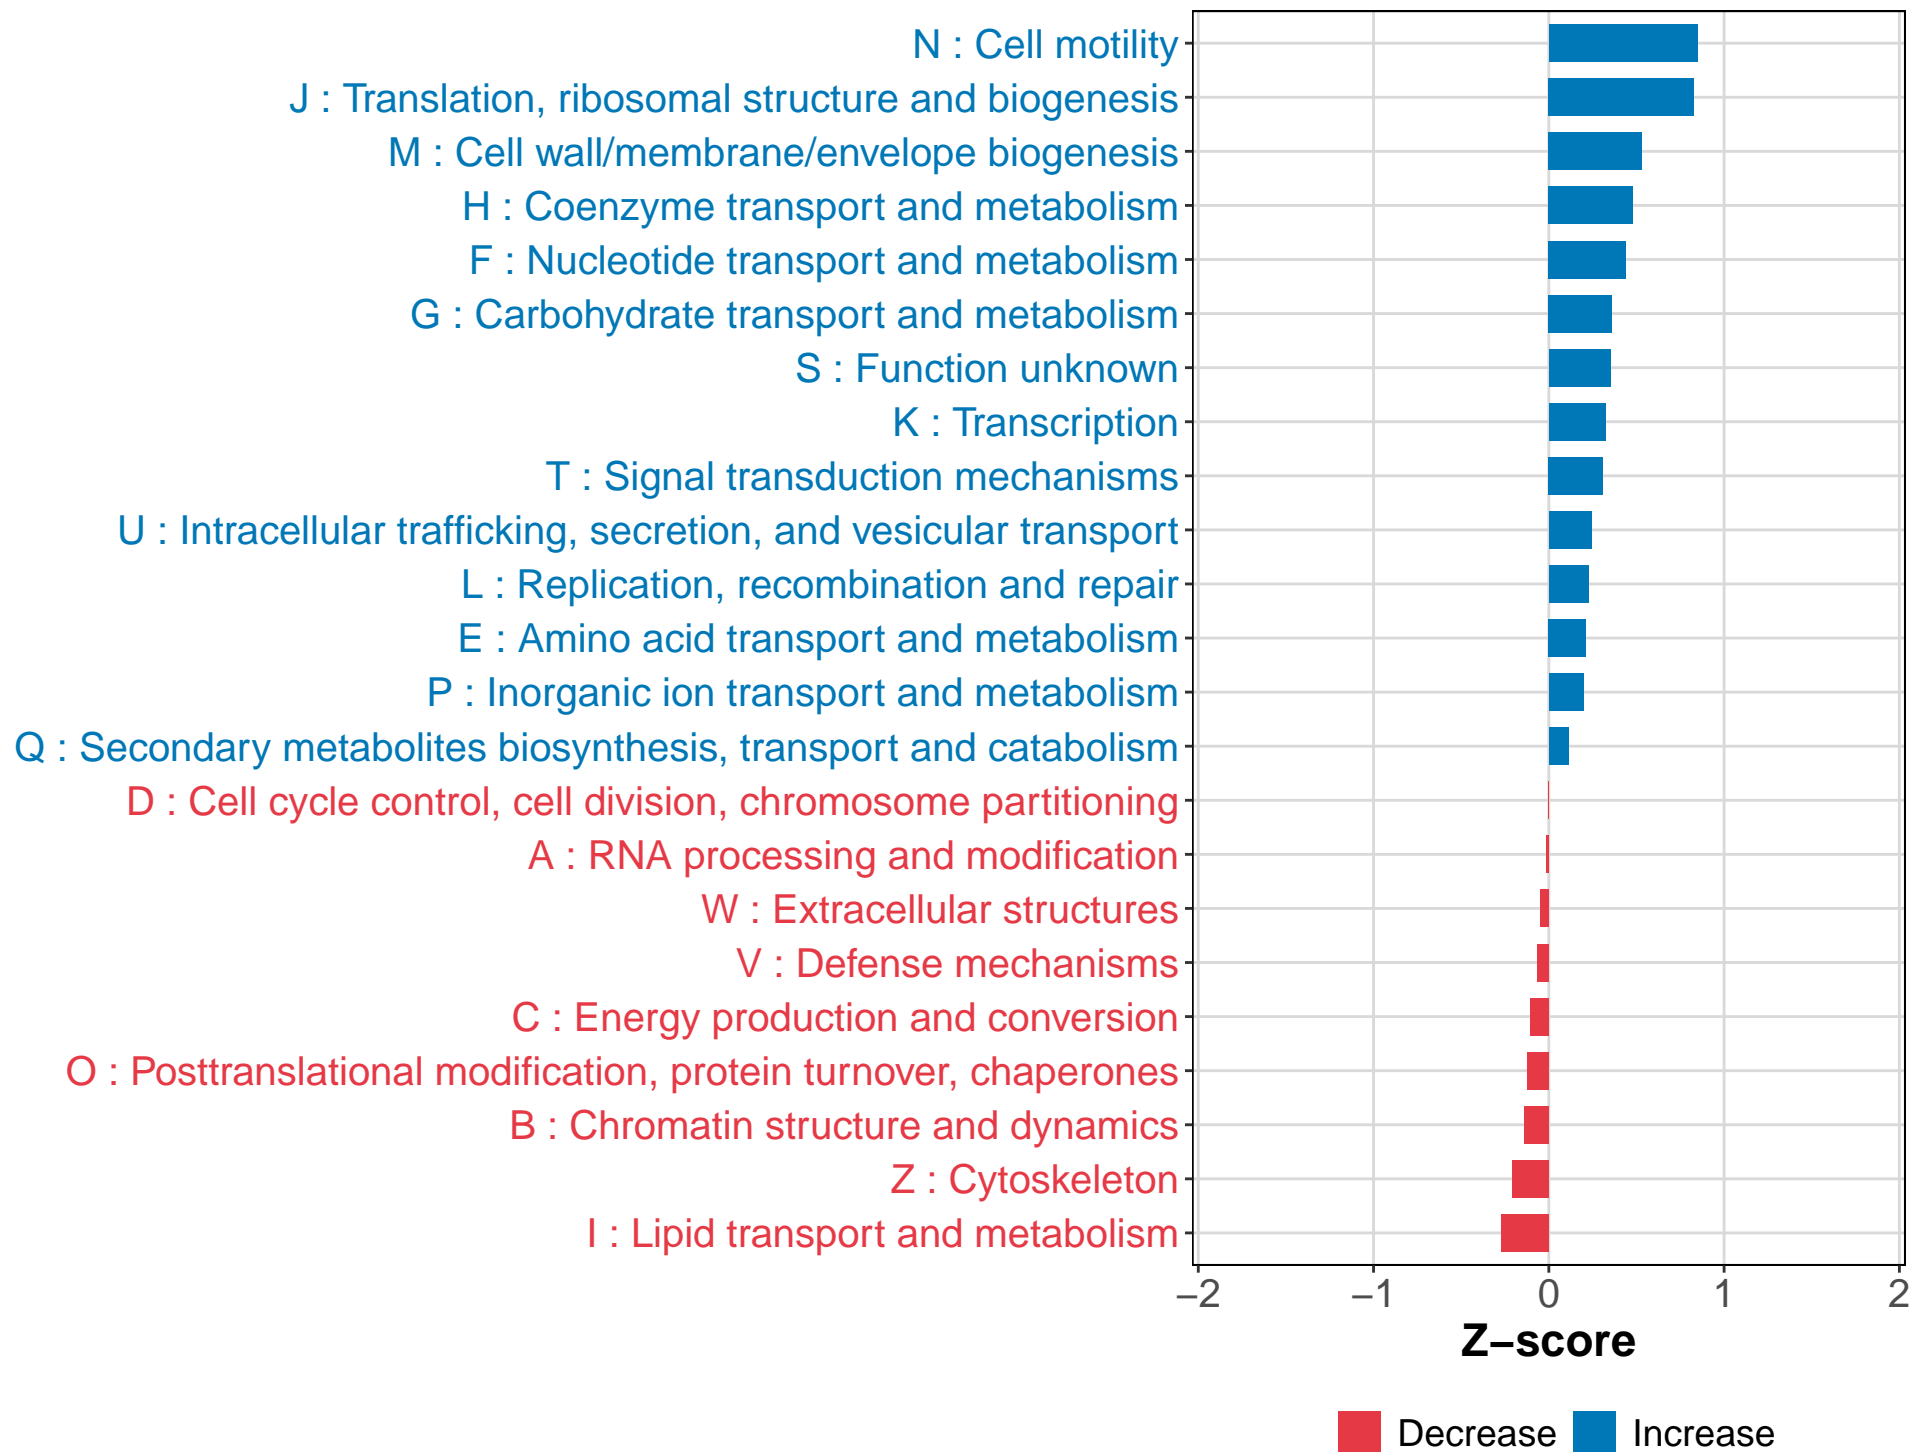 N : Cell motility
J : Translation, ribosomal structure and biogenesis
M : Cell wall/membrane/envelope biogenesis
H : Coenzyme transport and metabolism
F : Nucleotide transport and metabolism
G : Carbohydrate transport and metabolism
S : Function unknown
K : Transcription
T : Signal transduction mechanisms
U : Intracellular trafficking, secretion, and vesicular transport
L : Replication, recombination and repair
E : Amino acid transport and metabolism
P : Inorganic ion transport and metabolism
Q : Secondary metabolites biosynthesis, transport and catabolism
D : Cell cycle control, cell division, chromosome partitioning
A : RNA processing and modification
W : Extracellular structures
V : Defense mechanisms
C : Energy production and conversion
O : Posttranslational modification, protein turnover, chaperones
B : Chromatin structure and dynamics
Z : Cytoskeleton
I : Lipid transport and metabolism
−2 −1 0 1 2
Z−score
Decrease Increase